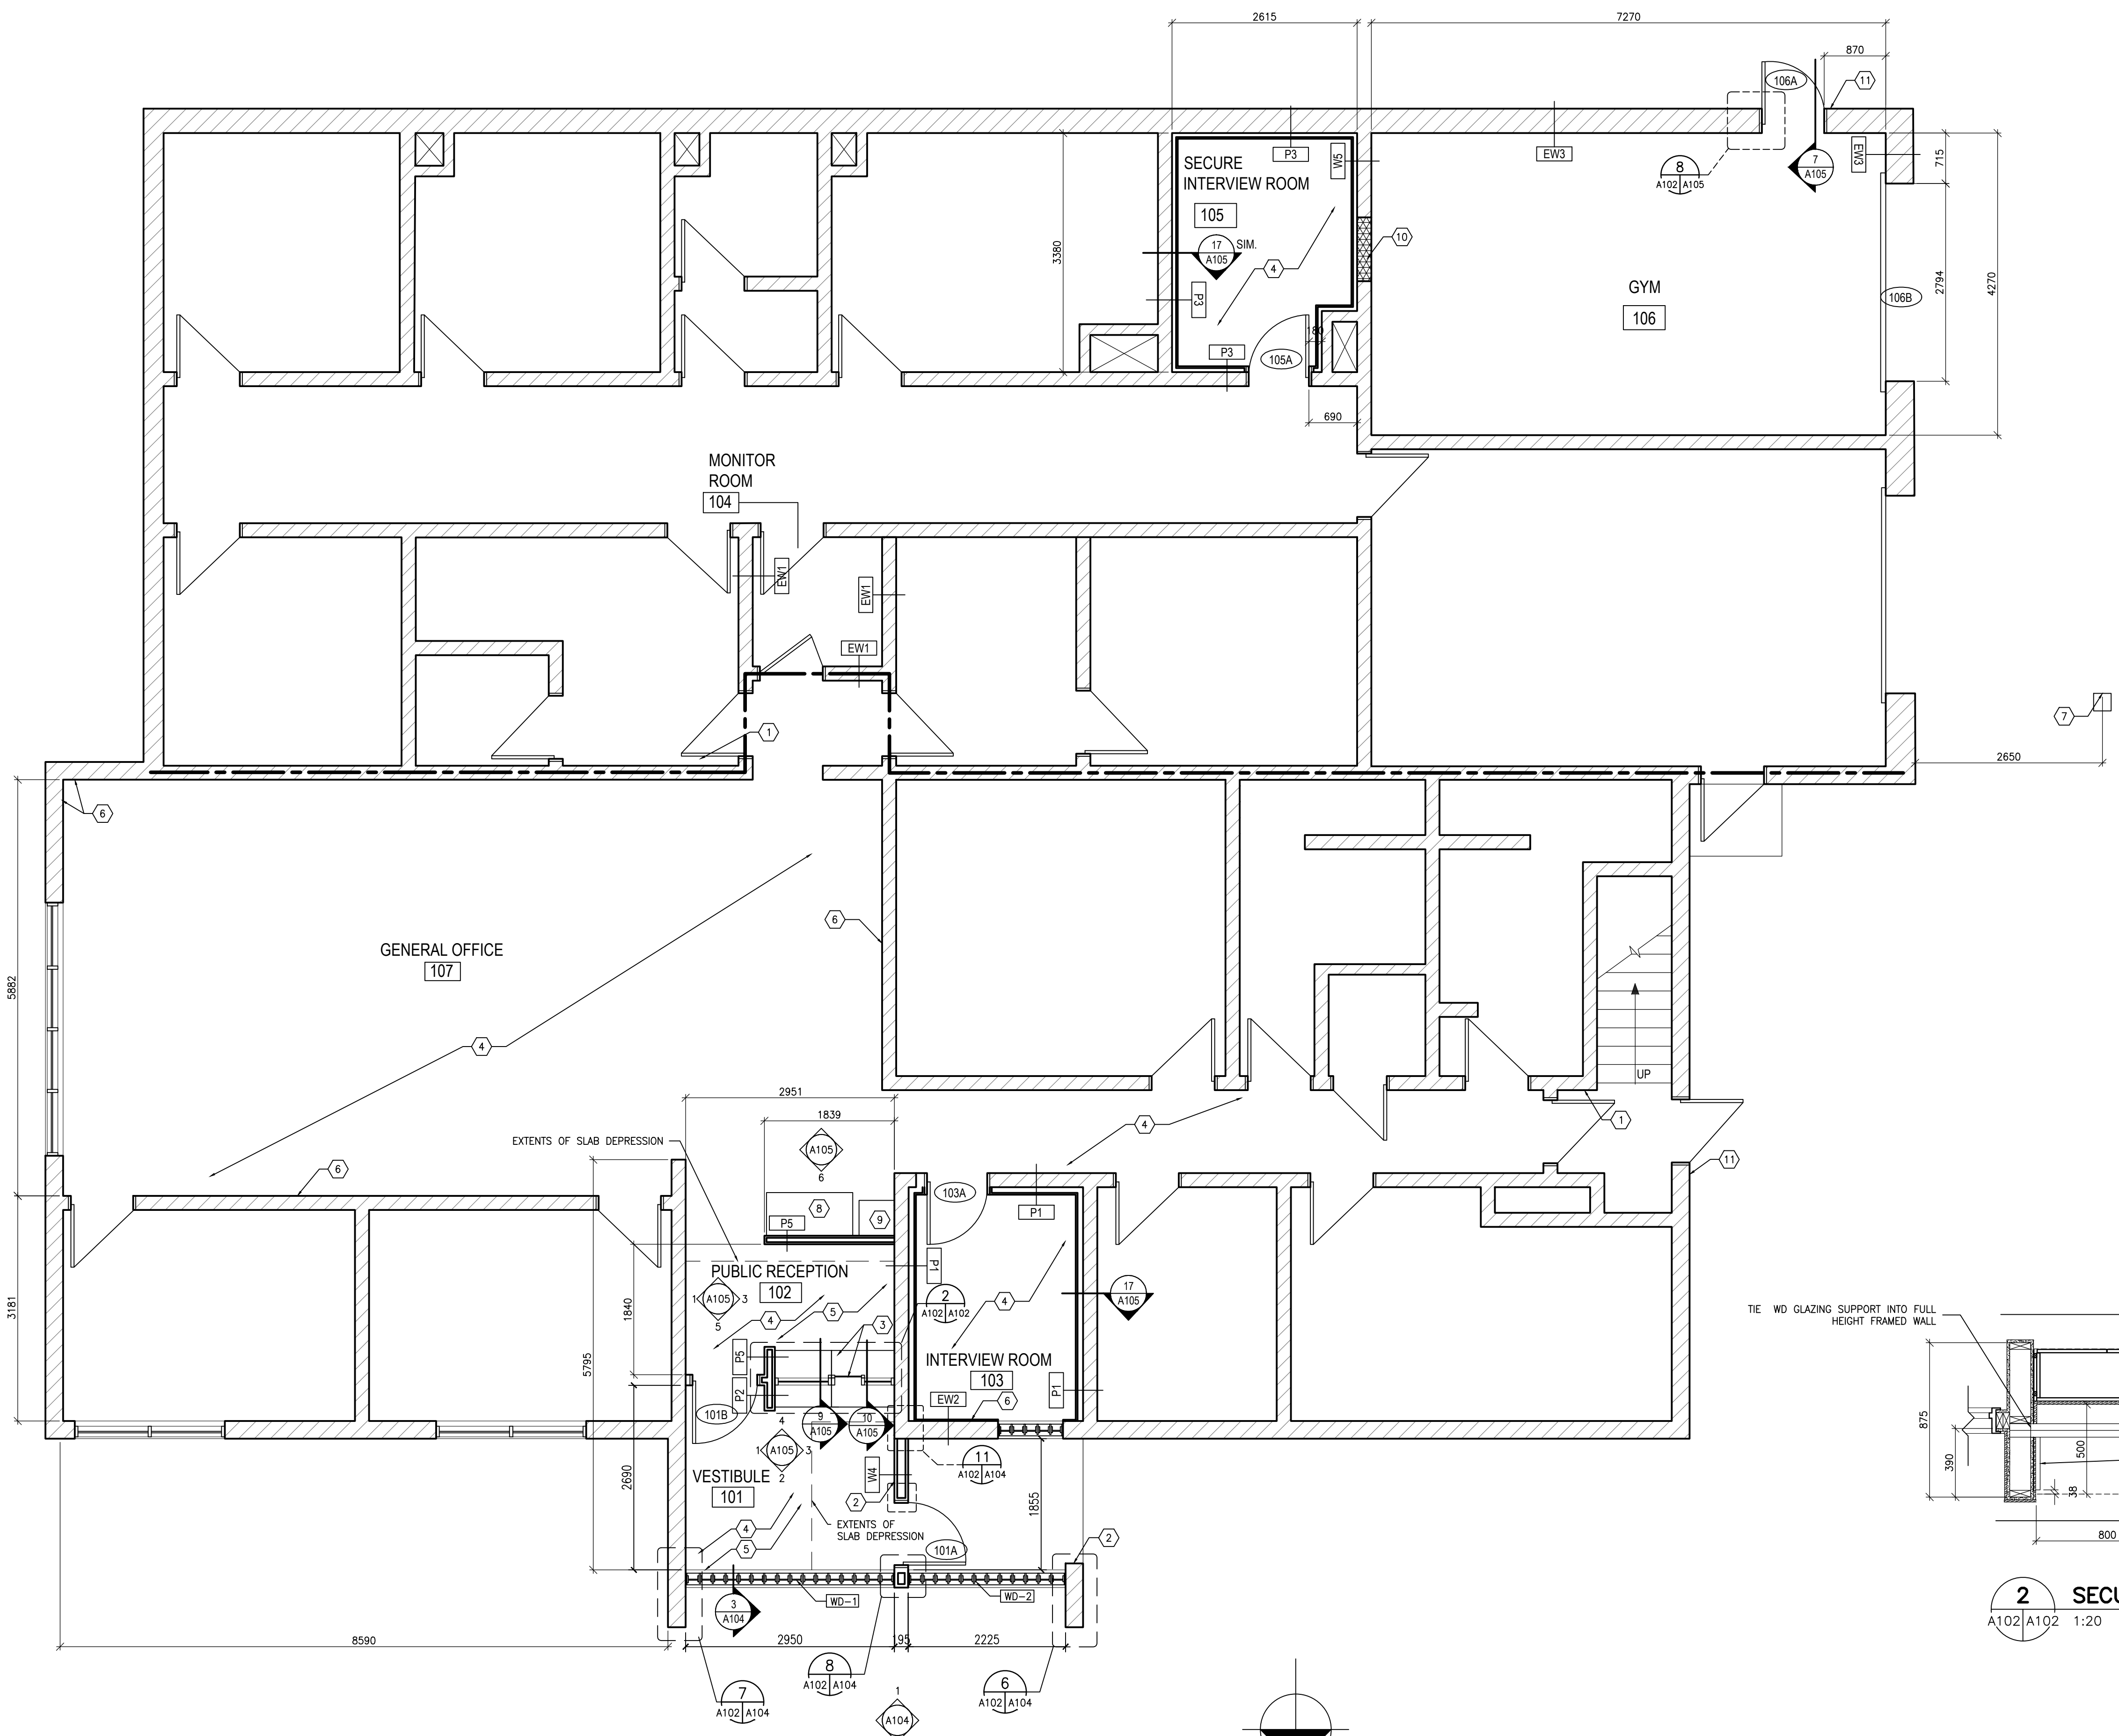 2615
7270
870
106A
11
EW3
EW3
8
A102 A105
7
A105
715
2794
4270
106B
P3
W5
SECURE
INTERVIEW ROOM
105
17
A105
SIM.
4
10
P3
P3
180
105A
690
3380
GYM
106
MONITOR
ROOM
104
EW1
EW1
EW1
1
7
2650
6
6
5882
GENERAL OFFICE
107
4
UP
1
2951
1839
4
EXTENTS OF SLAB DEPRESSION
A105
6
11
6
103A
8
9
P5
P1
P1
3181
PUBLIC RECEPTION
102
1 A105 3
5
4
5
3
2
A102 A102
4
17
A105
1840
5795
P5
P2
INTERVIEW ROOM
103
P1
EW2
6
101B
9
A105
10
A105
4
1 A105 3
2
11
A102 A104
VESTIBULE
101
W4
2
2690
1855
EXTENTS OF
SLAB DEPRESSION
4
5
101A
2
WD-1
WD-2
3
A104
8590
2950
195
2225
7
A102 A104
8
A102 A104
6
A102 A104
1
A104
TIE WD GLAZING SUPPORT INTO FULL
HEIGHT FRAMED WALL
875
390
500
38
800
2
A102 A102
SECU
1:20